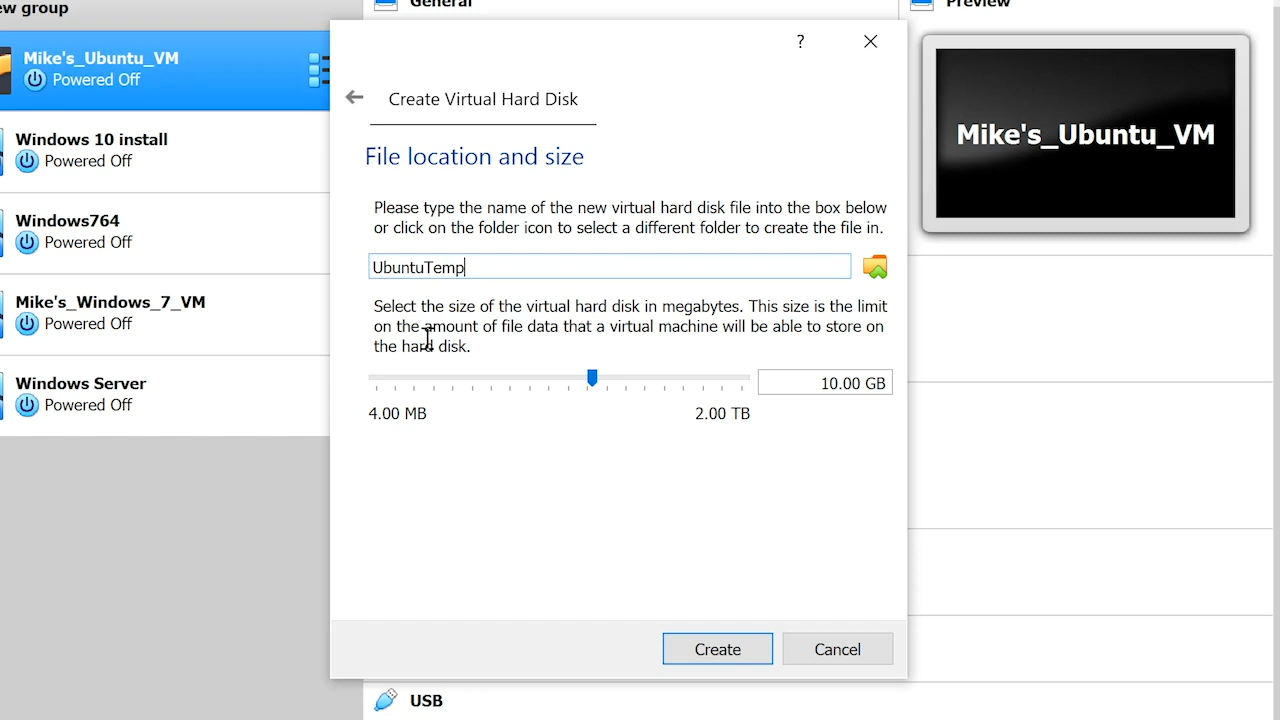 ew group
Mike's_Ubuntu_VM
Powered Off
Windows 10 install
Powered Off
Windows764
Powered Off
Mike's_Windows_7_VM
Powered Off
Windows Server
Powered Off
General
?
Create Virtual Hard Disk
File location and size
Please type the name of the new virtual hard disk file into the box below
or click on the folder icon to select a different folder to create the file in.
UbuntuTemp
Select the size of the virtual hard disk in megabytes. This size is the limit
on the amount of file data that a virtual machine will be able to store on
the hard disk.
10.00 GB
4.00 MB
2.00 TB
Create
Cancel
USB
Preview
Mike's_Ubuntu_VM